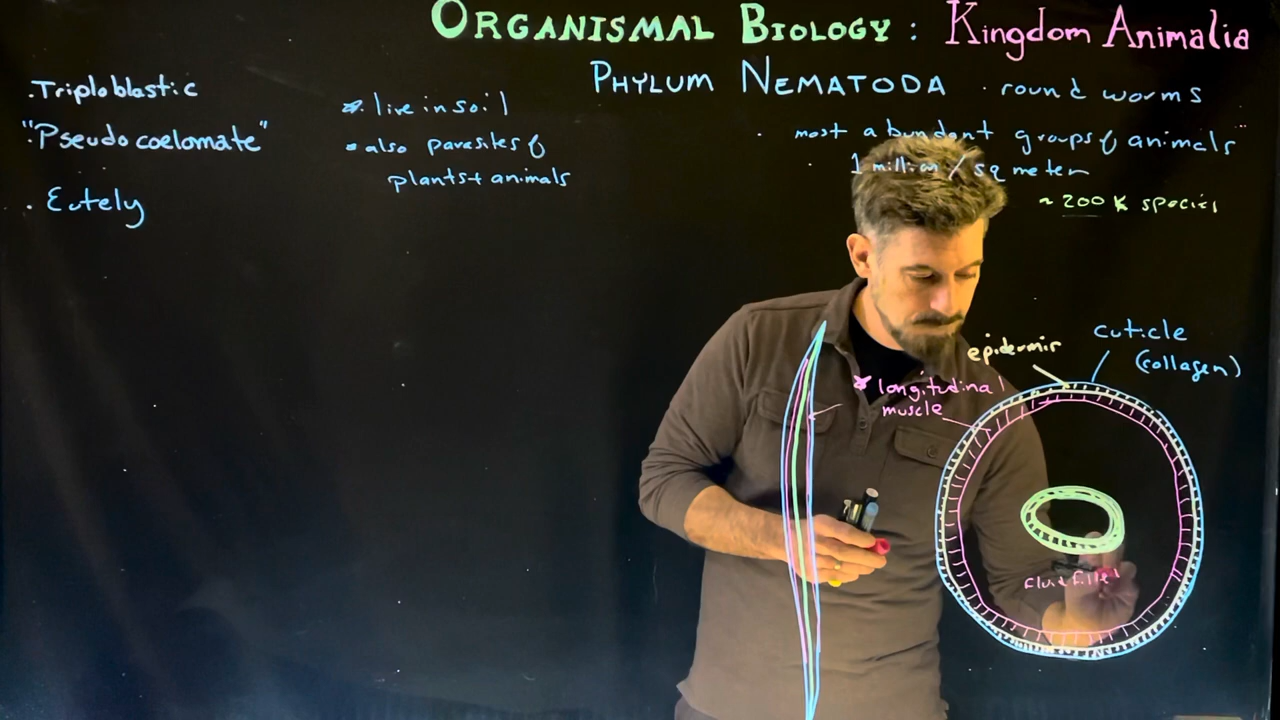 ORGANISMAL BIOLOGY : Kingdom Animalia
PHYLUM NEMATODA · round worms
· Triploblastic
"Pseudo coelomate"
· Eutely
* live in soil
• also parasites of
plants + animals
· most abundant groups of animals"
· 1 million / sq meter
~ 200 K species
epidermis
cuticle
(collagen)
* longitudinal
muscle
fluid filled